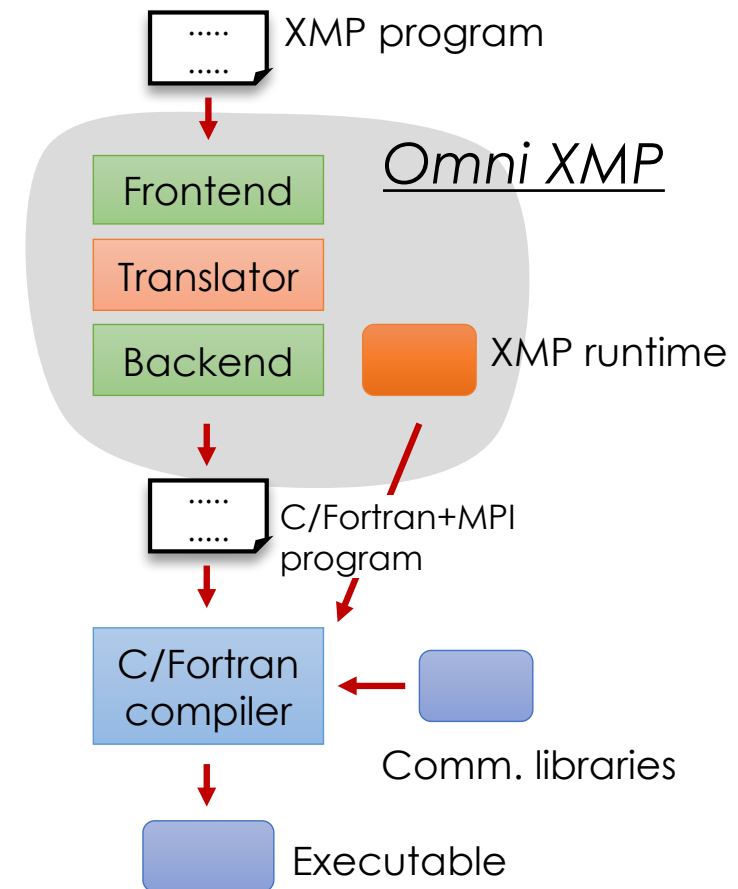 .....
.....
XMP program
Omni XMP
Frontend
Translator
Backend
XMP runtime
.....
.....
C/Fortran+MPI
program
C/Fortran
compiler
Comm. libraries
Executable